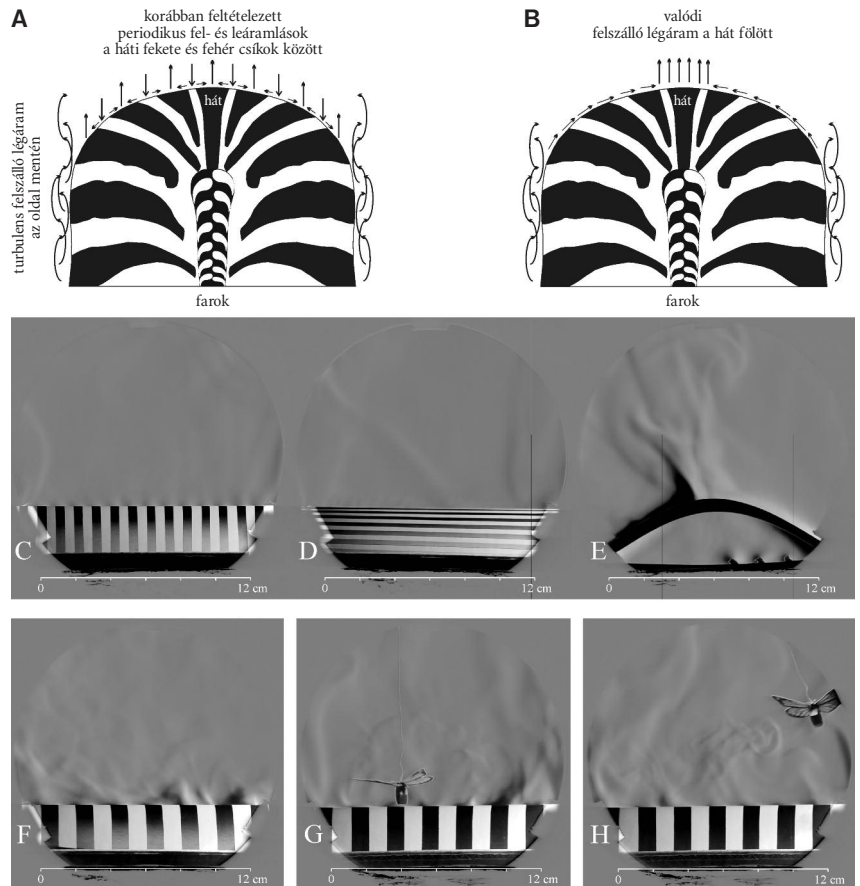 A
korábban feltételezett
periodikus fel- és leáramlások
a háti fekete és fehér csíkok között
turbulens felszálló légáram
az oldal mentén
hát
farok
B
valódi
felszálló légáram a hát fölött
hát
farok
C
0
12 cm
D
0
12 cm
E
0
12 cm
F
0
12 cm
G
0
12 cm
H
0
12 cm